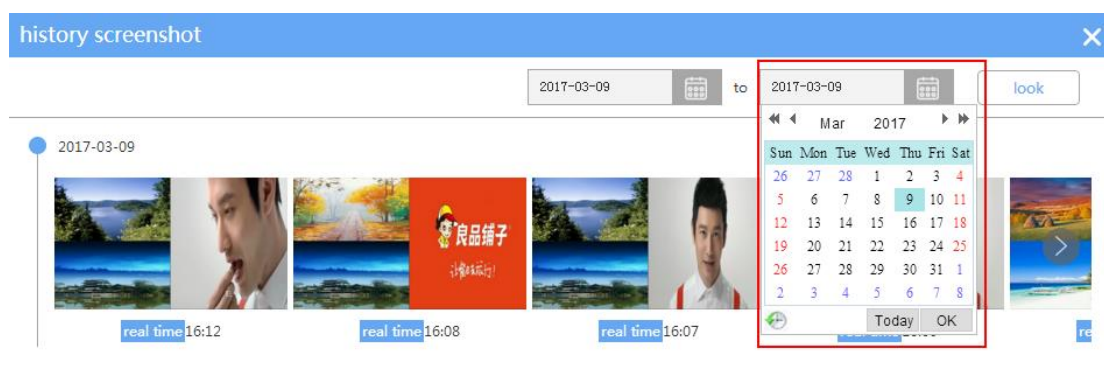 history screenshot
2017-03-09 to 2017-03-09 look
Mar 2017
Sun Mon Tue Wed Thu Fri Sat
26 27 28 1 2 3 4
5 6 7 8 9 10 11
12 13 14 15 16 17 18
19 20 21 22 23 24 25
26 27 28 29 30 31 1
2 3 4 5 6 7 8
Today OK
2017-03-09
良品铺子
real time 16:12
real time 16:08
real time 16:07
re